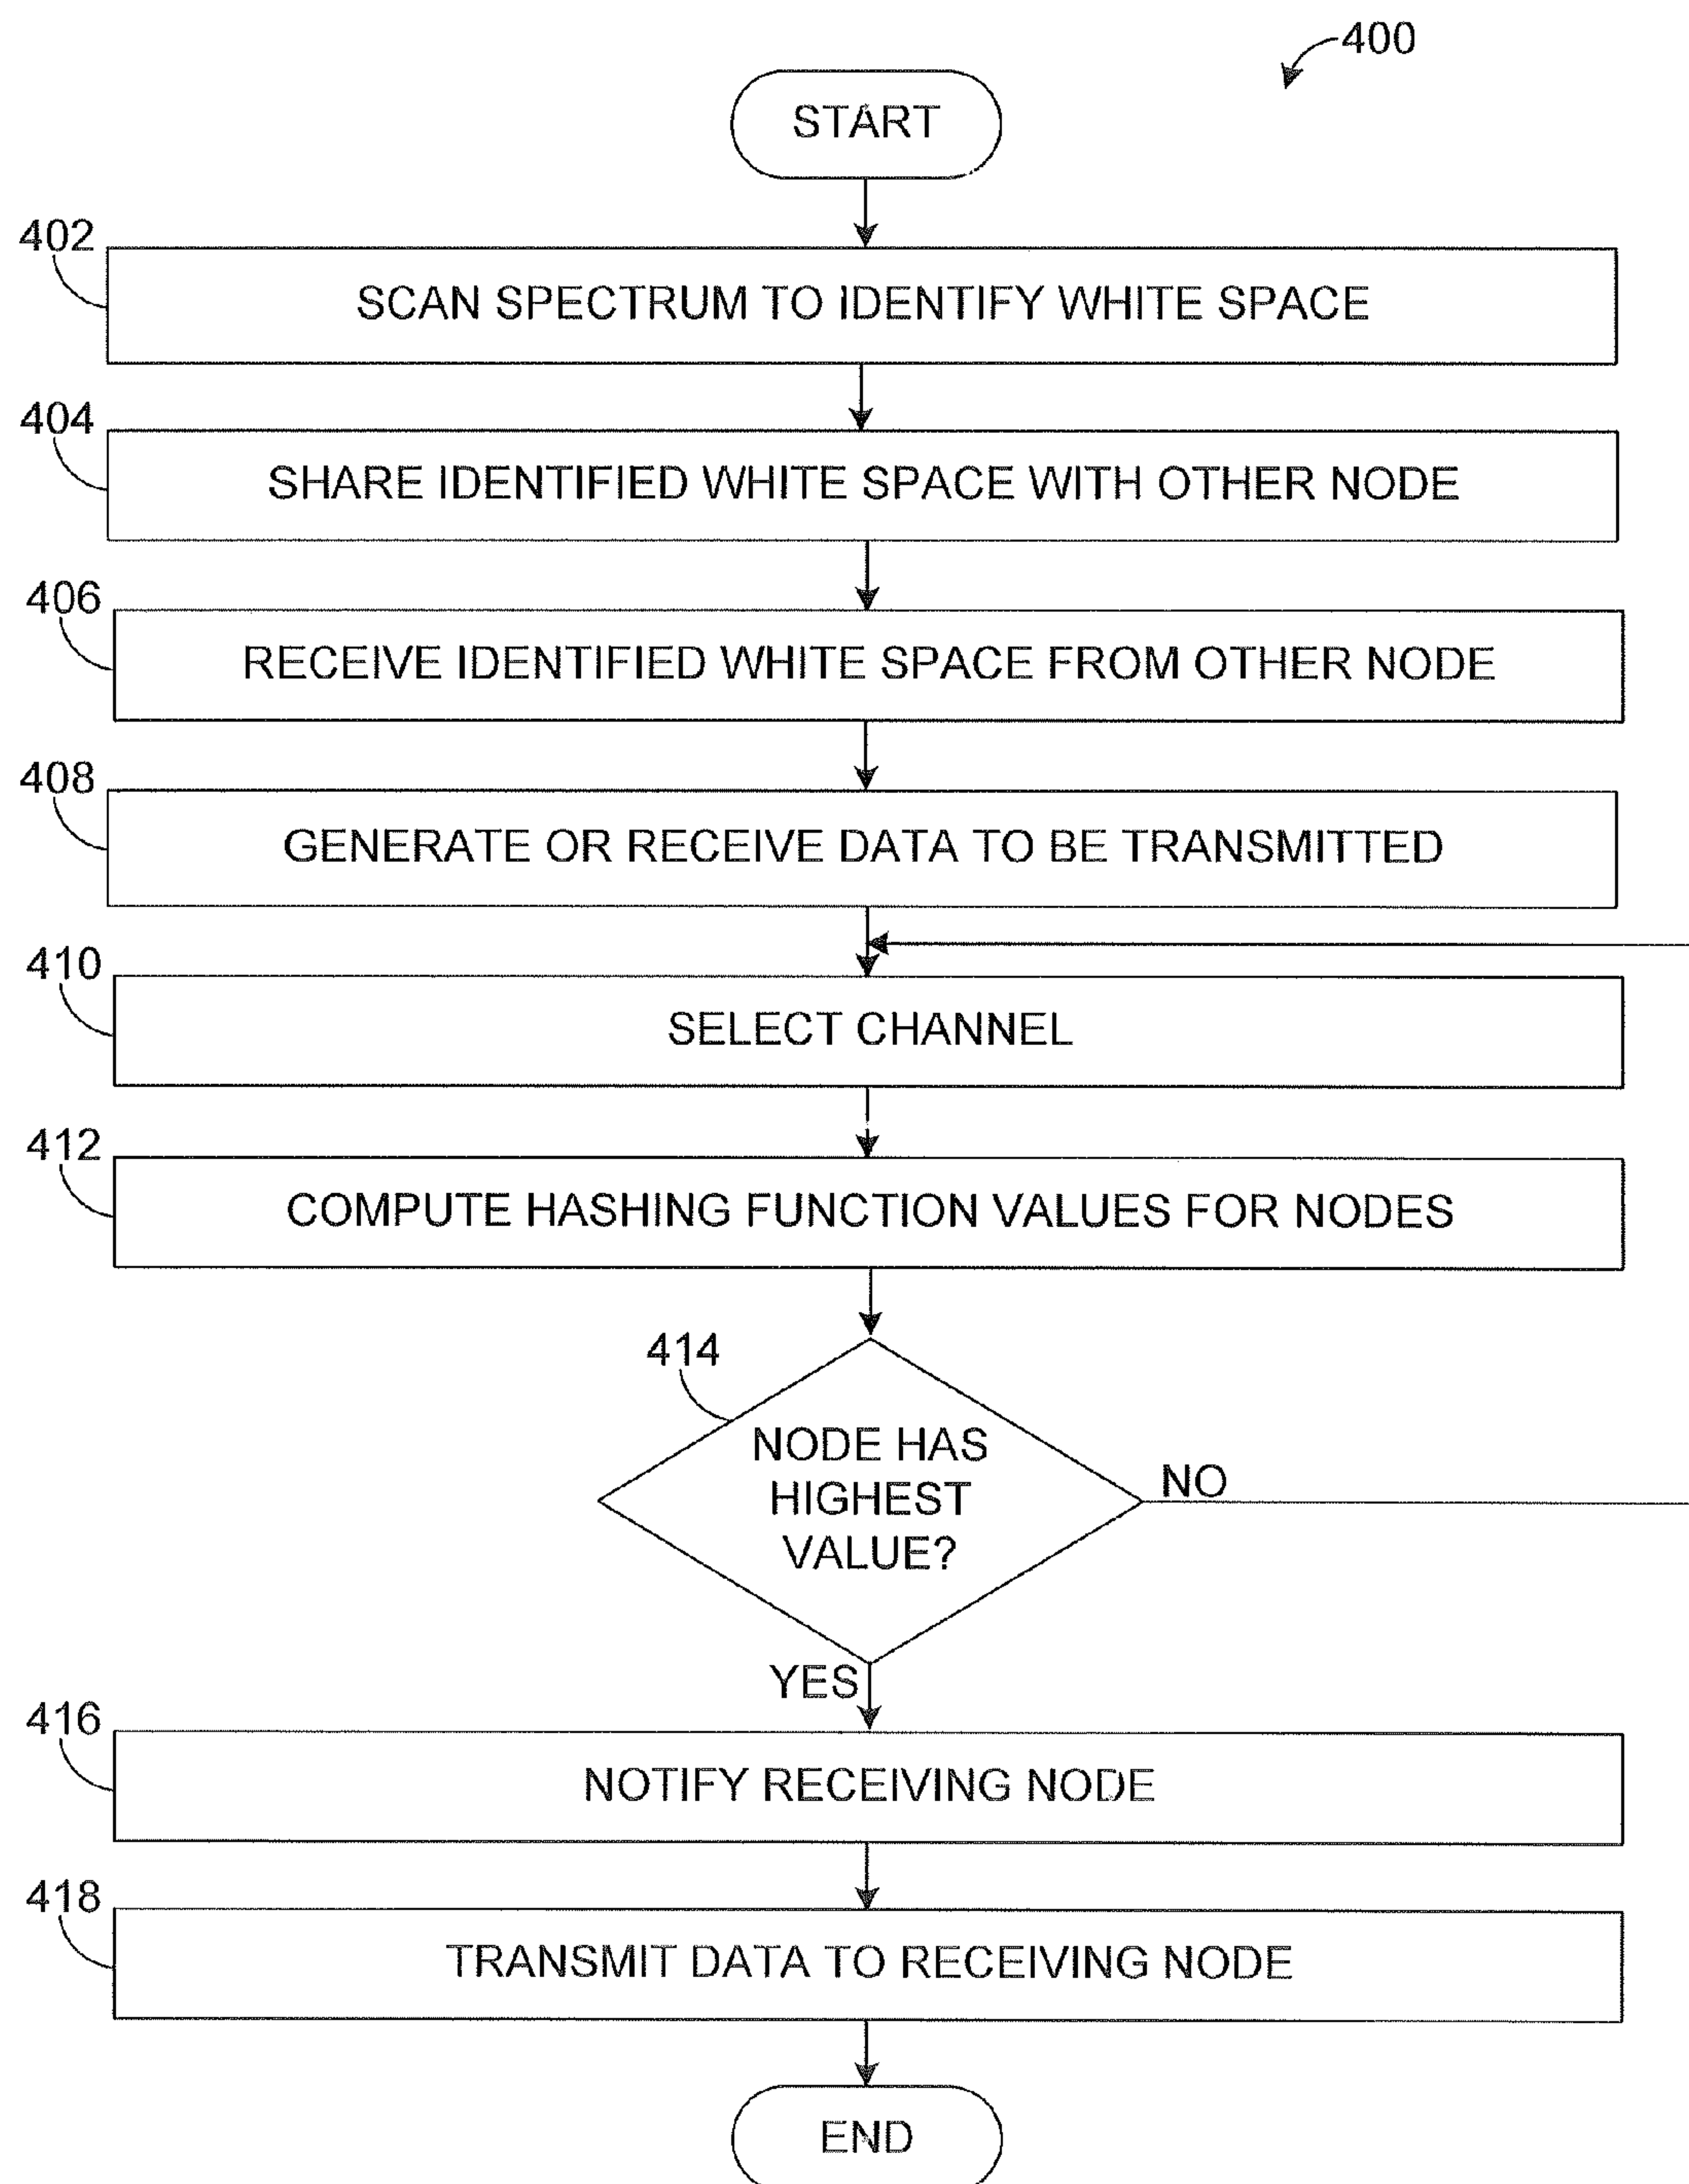 400
START
402
SCAN SPECTRUM TO IDENTIFY WHITE SPACE
404
SHARE IDENTIFIED WHITE SPACE WITH OTHER NODE
406
RECEIVE IDENTIFIED WHITE SPACE FROM OTHER NODE
408
GENERATE OR RECEIVE DATA TO BE TRANSMITTED
410
SELECT CHANNEL
412
COMPUTE HASHING FUNCTION VALUES FOR NODES
414
NODE HAS
HIGHEST
VALUE?
NO
YES
416
NOTIFY RECEIVING NODE
418
TRANSMIT DATA TO RECEIVING NODE
END